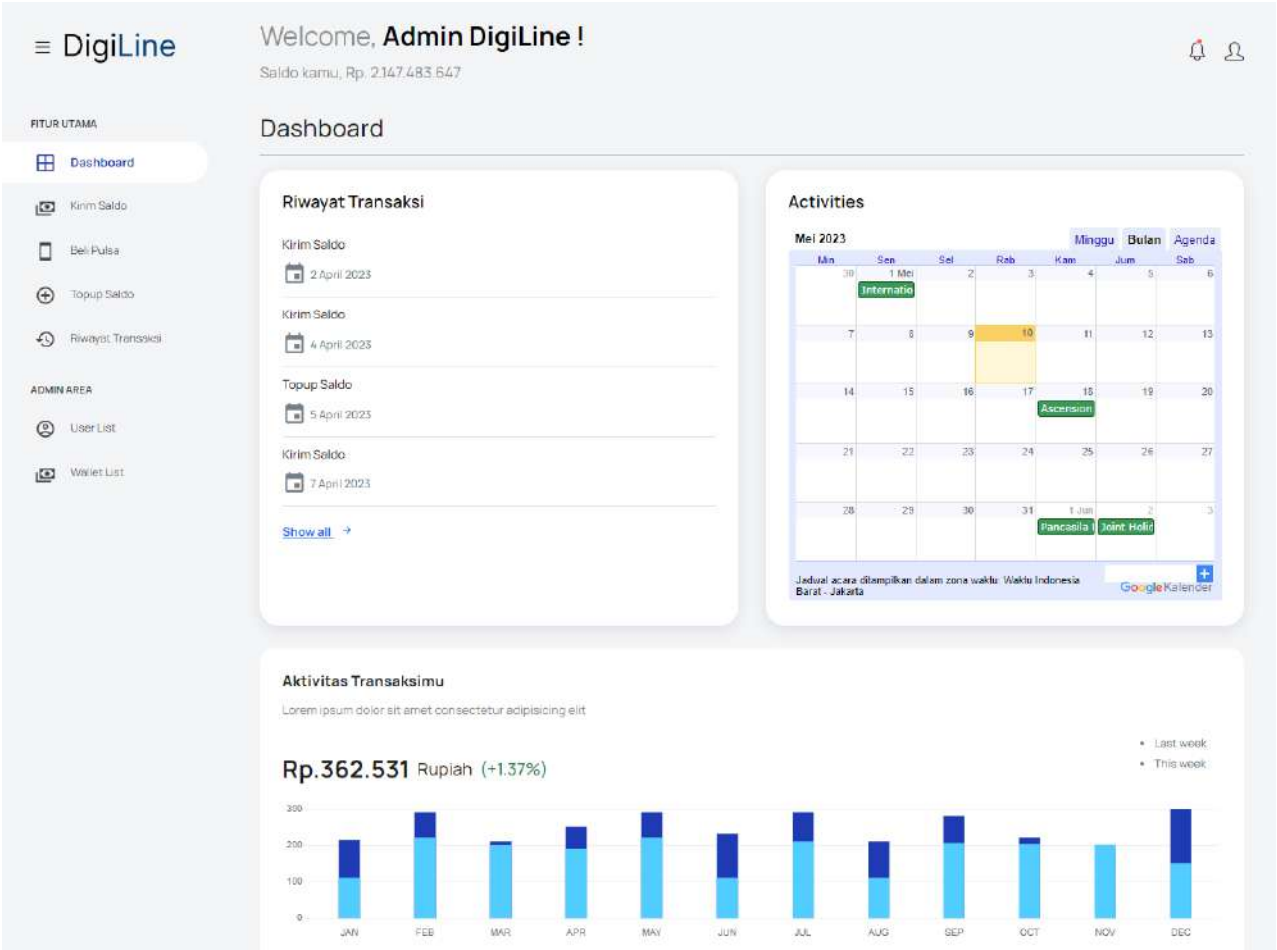 DigiLine
Welcome, Admin DigiLine !
Saldo kamu, Rp. 2.147.483.647
FITUR UTAMA
Dashboard
Kirim Saldo
Beli Pulsa
Topup Saldo
Riwayat Transaksi
ADMIN AREA
User List
Wallet List
Dashboard
Riwayat Transaksi
Kirim Saldo
2 April 2023
Kirim Saldo
4 April 2023
Topup Saldo
5 April 2023
Kirim Saldo
7 April 2023
Show all
Activities
Mei 2023 Minggu Bulan Agenda
Min Sen Sel Rab Kam Jum Sab
30 1 Mei 2 3 4 5 6
Internatio
7 8 9 10 11 12 13
14 15 16 17 18 19 20
Ascension
21 22 23 24 25 26 27
28 29 30 31 1 Jun 2 3
Pancasila Joint Holid
Jadwal acara ditampilkan dalam zona waktu: Waktu Indonesia
Barat - Jakarta
Google Kalender
Aktivitas Transaksimu
Lorem ipsum dolor sit amet consectetur adipisicing elit
Last week
This week
Rp.362.531 Rupiah (+1.37%)
300
200
100
0
JAN FEB MAR APR MAY JUN JUL AUG SEP OCT NOV DEC